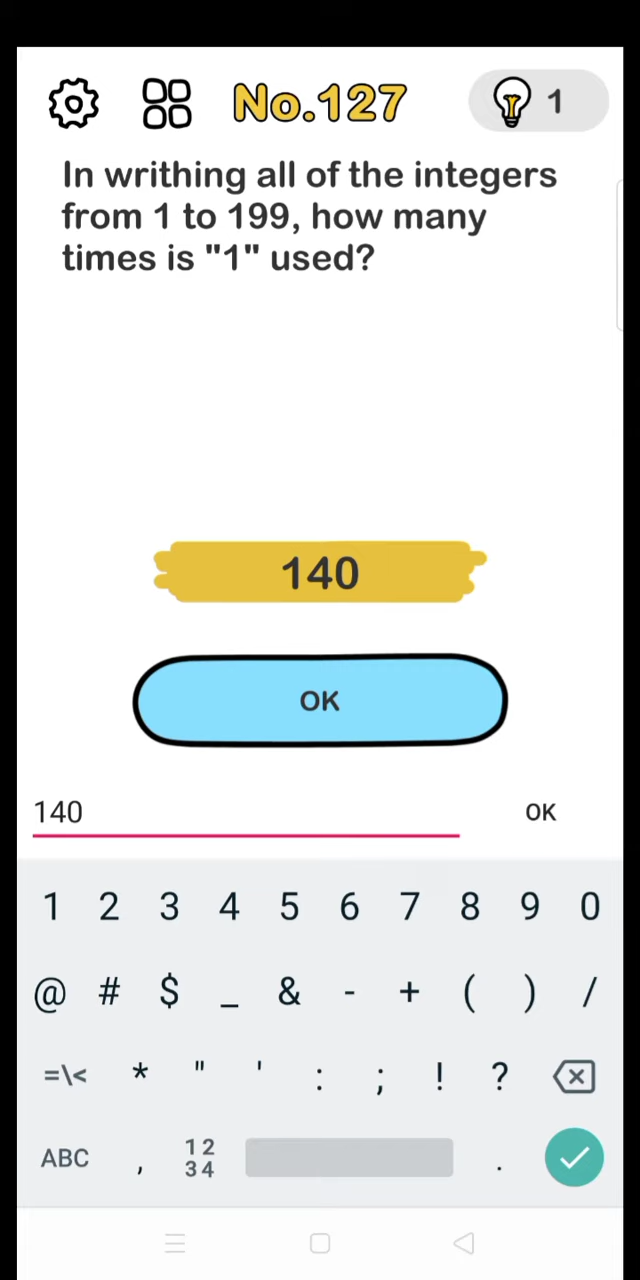 No.127
1
In writhing all of the integers
from 1 to 199, how many
times is "1" used?
140
OK
140
OK
1 2 3 4 5 6 7 8 9 0
@ # $ _ & - + ( ) /
=\< * " ' : ; ! ?
ABC , 12 34 .